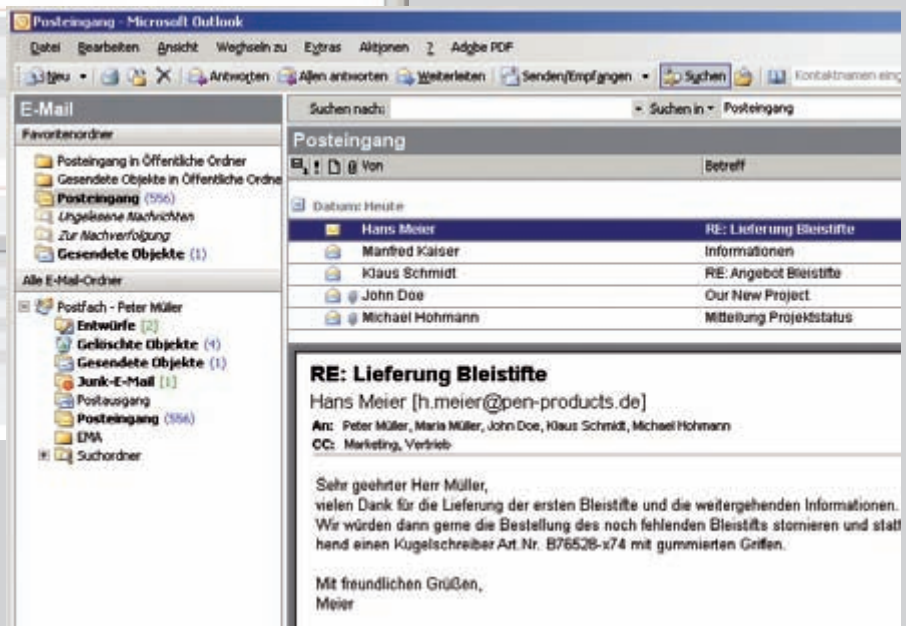 Posteingang - Microsoft Outlook
Datei Bearbeiten Ansicht Wechseln zu Extras Aktionen ? Adobe PDF
Neu Antworten Allen antworten Weiterleiten Senden/Empfangen Suchen Kontaktnamen eing
E-Mail
Favoritenordner
Posteingang in Öffentliche Ordner
Gesendete Objekte in Öffentliche Ordne
Posteingang (556)
Ungelesene Nachrichten
Zur Nachverfolgung
Gesendete Objekte (1)
Alle E-Mail-Ordner
Postfach - Peter Müller
Entwürfe [2]
Gelöschte Objekte (4)
Gesendete Objekte (1)
Junk-E-Mail [1]
Postausgang
Posteingang (556)
EMA
Suchordner
Suchen nach: Suchen in Posteingang
Posteingang
Von Betreff
Datum: Heute
Hans Meier RE: Lieferung Bleistifte
Manfred Kaiser Informationen
Klaus Schmidt RE: Angebot Bleistifte
John Doe Our New Project
Michael Hohmann Mitteilung Projektstatus
RE: Lieferung Bleistifte
Hans Meier [h.meier@pen-products.de]
An: Peter Müller, Maria Müller, John Doe, Klaus Schmidt, Michael Hohmann
CC: Marketing, Vertrieb
Sehr geehrter Herr Müller,
vielen Dank für die Lieferung der ersten Bleistifte und die weitergehenden Informationen.
Wir würden dann gerne die Bestellung des noch fehlenden Bleistifts stornieren und statt
hend einen Kugelschreiber Art.Nr. B76528-x74 mit gummierten Griffen.
Mit freundlichen Grüßen,
Meier